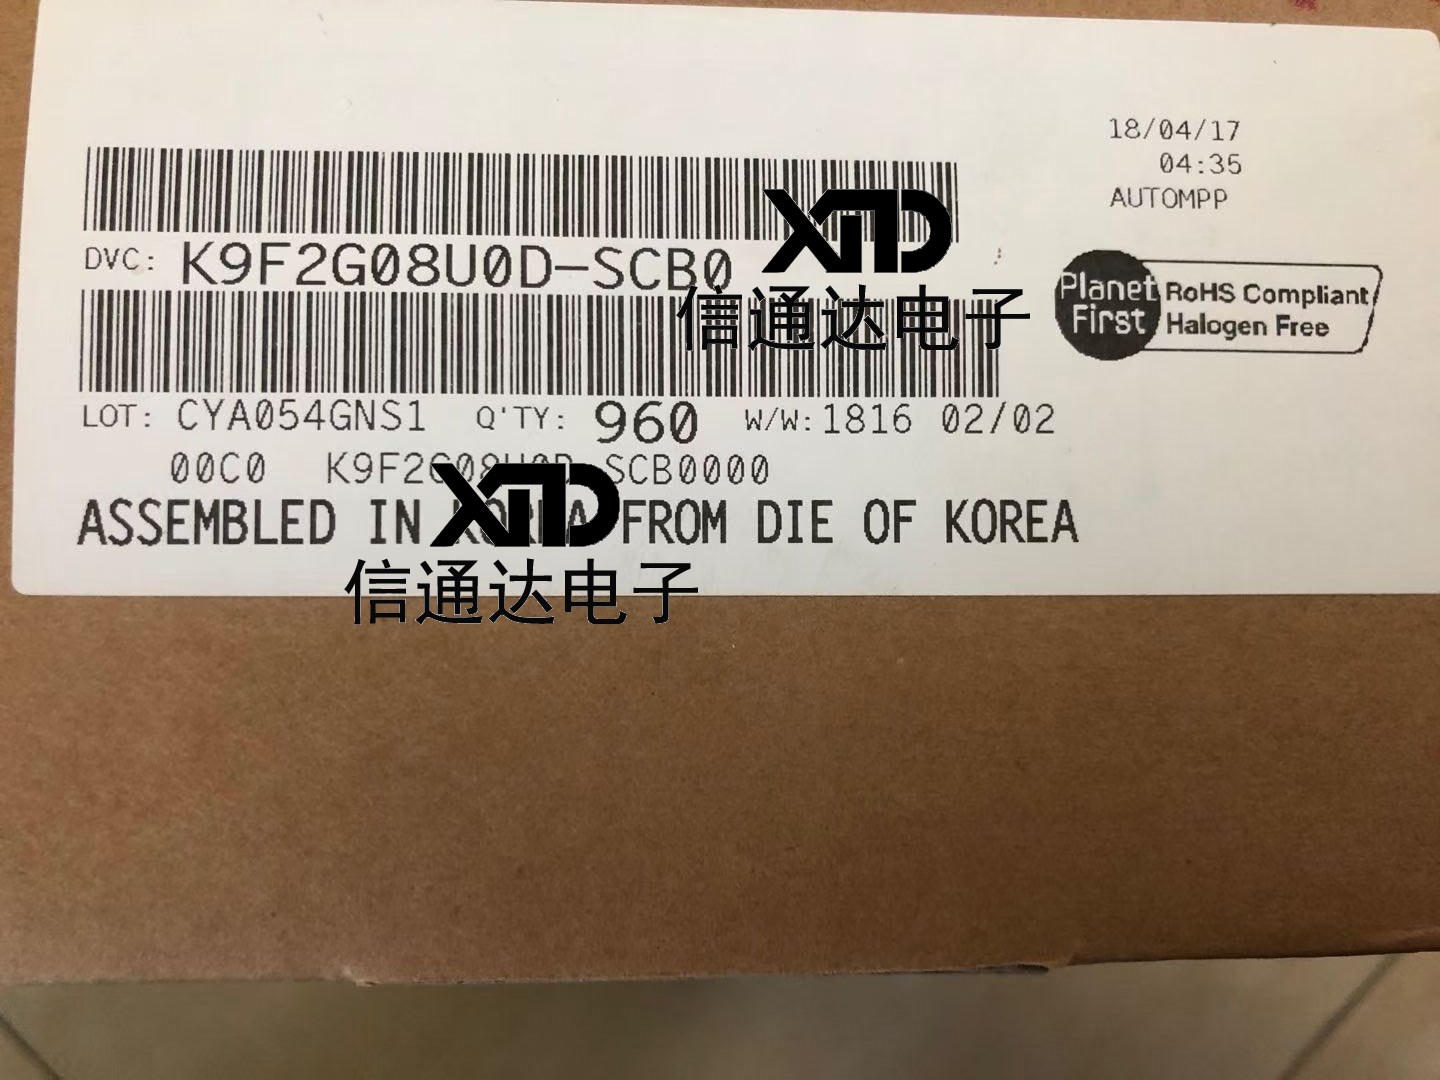 18/04/17
04:35
AUTOMPP
XTD
DVC: K9F2G08U0D-SCB0
信通达电子
Planet First
RoHS Compliant
Halogen Free
LOT: CYA054GNS1 Q'TY: 960 W/W: 1816 02/02
00C0 K9F2G08U0D-SCB0000
XTD
ASSEMBLED IN KOREA FROM DIE OF KOREA
信通达电子